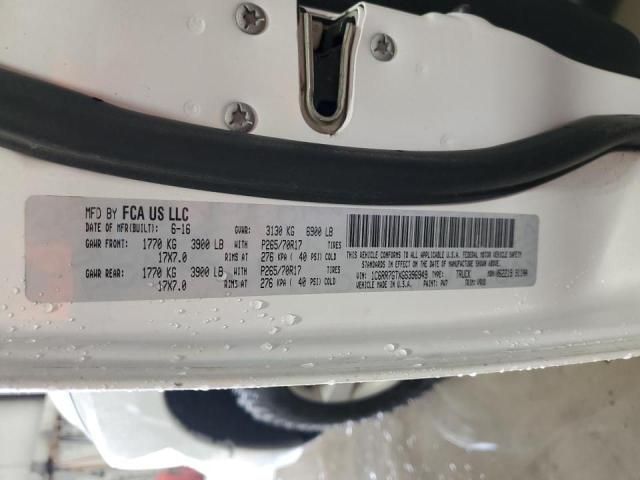 MFD BY FCA US LLC
DATE OF MFR(BUILT): 6-16 GVWR: 3130 KG 6900 LB
GAWR FRONT: 1770 KG 3900 LB WITH P265/70R17 TIRES
17X7.0 RIMS AT 276 KPA ( 40 PSI) COLD
GAWR REAR: 1770 KG 3900 LB WITH P265/70R17 TIRES
17X7.0 RIMS AT 276 KPA ( 40 PSI) COLD
THIS VEHICLE CONFORMS TO ALL APPLICABLE U.S.A. FEDERAL MOTOR VEHICLE SAFETY
STANDARDS IN EFFECT ON THE DATE OF MANUFACTURE SHOWN ABOVE.
VIN: 1C6RR7GTXGS396949 TYPE: TRUCK
VEHICLE MADE IN U.S.A. PAINT: PW7 TRIM: